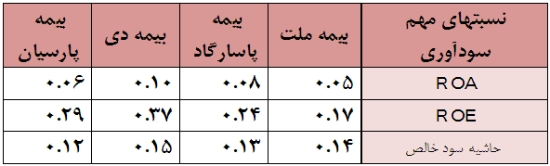 نسبتهای مهم سودآوری | بیمه ملت | بیمه پاسارگاد | بیمه دی | بیمه پارسیان
ROA | ۰.۰۵ | ۰.۰۸ | ۰.۱۰ | ۰.۰۶
ROE | ۰.۱۷ | ۰.۲۴ | ۰.۳۷ | ۰.۲۹
حاشیه سود خالص | ۰.۱۴ | ۰.۱۳ | ۰.۱۵ | ۰.۱۲